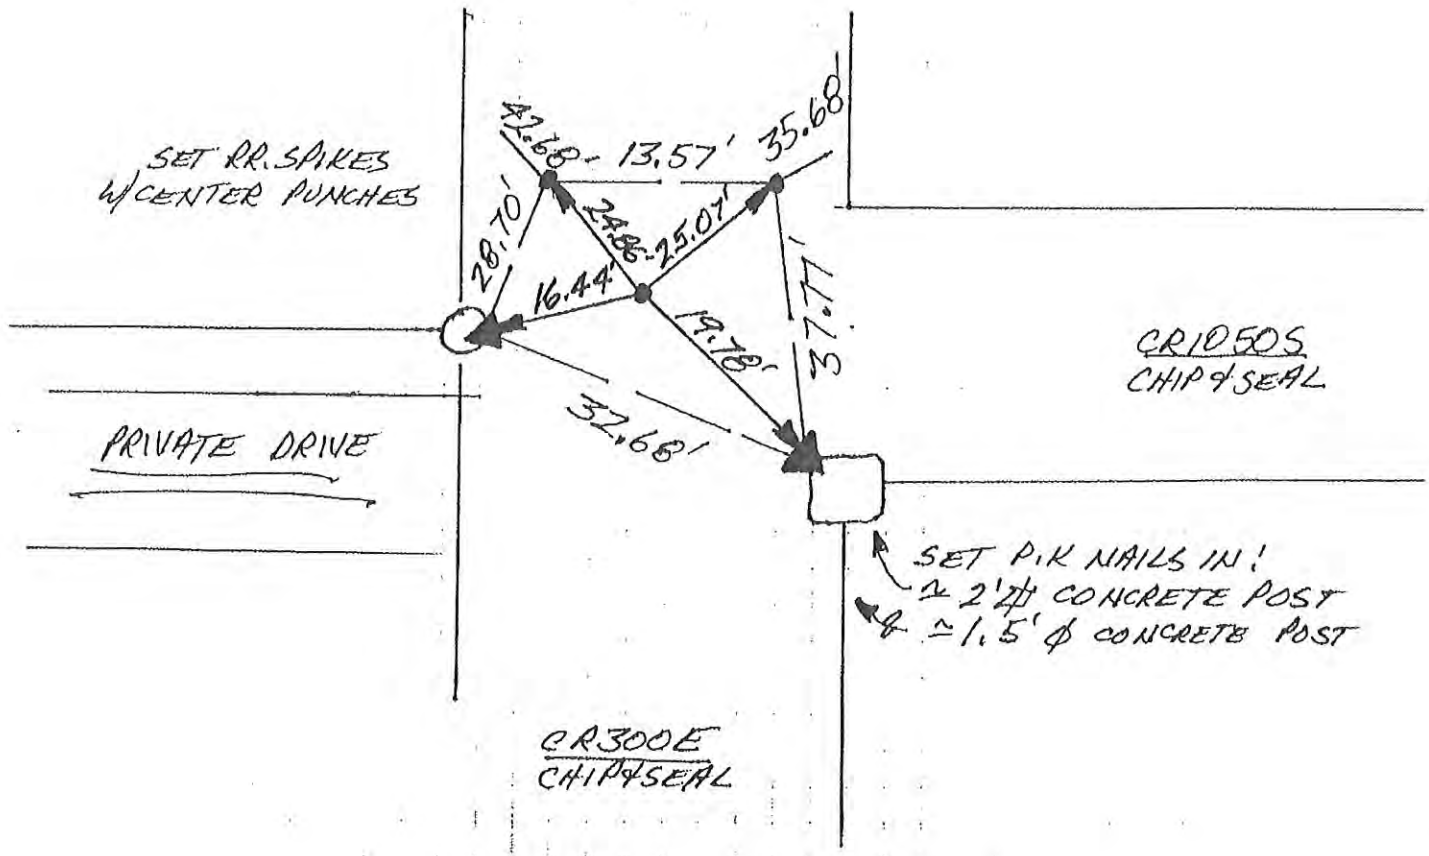 42.68'
13.57'
35.68'
SET RR. SPIKES
W/CENTER PUNCHES
28.70'
24.86'
25.07'
16.44'
19.78'
37.77'
32.68'
CR1050S
CHIP & SEAL
PRIVATE DRIVE
SET P.K NAILS IN!
≃ 2' CONCRETE POST
& ≃ 1.5' ϕ CONCRETE POST
CR300E
CHIP & SEAL